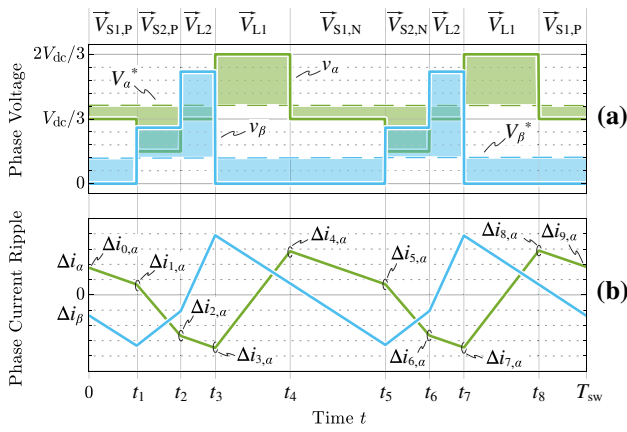 V⃗S1,P V⃗S2,P V⃗L2 V⃗L1 V⃗S1,N V⃗S2,N V⃗L2 V⃗L1 V⃗S1,P
Phase Voltage
2Vdc/3
Vdc/3
0
Vα*
vα
vβ
Vβ*
(a)
Phase Current Ripple
Δiα
0
Δiβ
Δi0,α
Δi1,α
Δi2,α
Δi3,α
Δi4,α
Δi5,α
Δi6,α
Δi7,α
Δi8,α
Δi9,α
(b)
0 t1 t2 t3 t4 t5 t6 t7 t8 Tsw
Time t